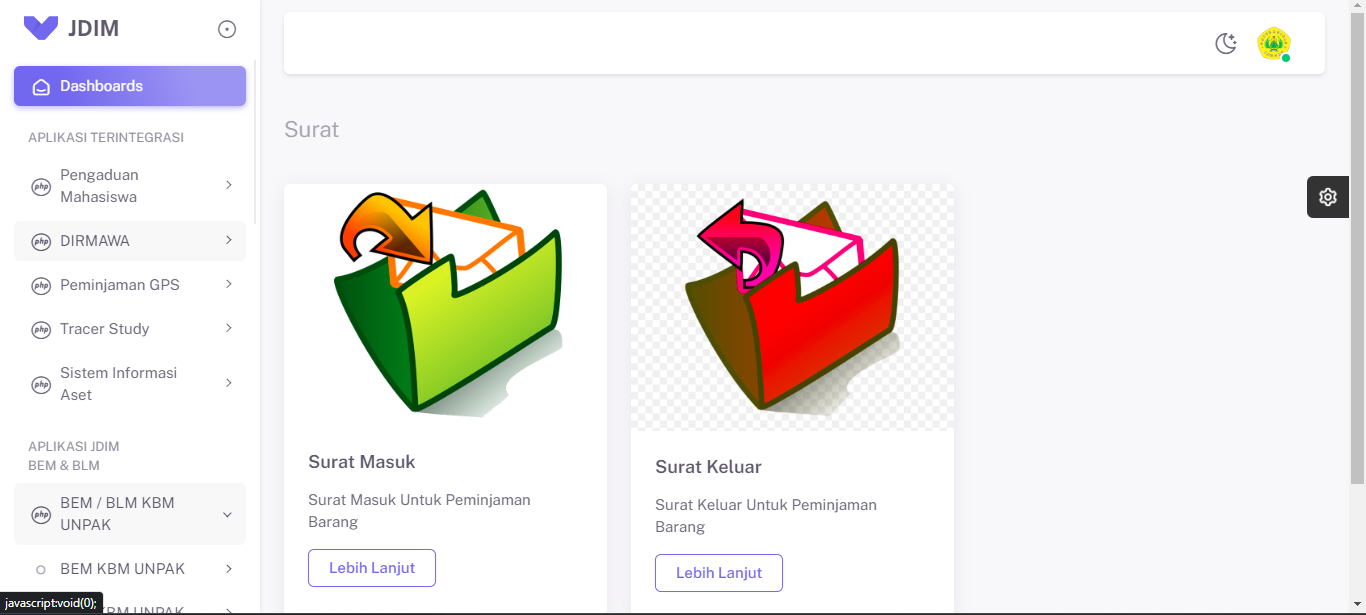 JDIM
Dashboards
APLIKASI TERINTEGRASI
php
Pengaduan
Mahasiswa
php
DIRMAWA
php
Peminjaman GPS
php
Tracer Study
php
Sistem Informasi
Aset
APLIKASI JDIM
BEM & BLM
php
BEM / BLM KBM
UNPAK
BEM KBM UNPAK
KBM UNPAK
javascript:void(0);
Surat
Surat Masuk
Surat Masuk Untuk Peminjaman
Barang
Lebih Lanjut
Surat Keluar
Surat Keluar Untuk Peminjaman
Barang
Lebih Lanjut